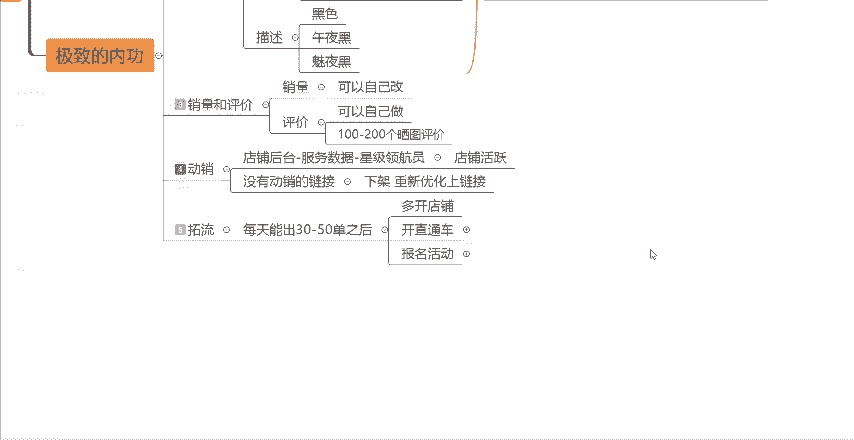 黑色
描述
午夜黑
魅夜黑
极致的内功
销量
可以自己改
3 销量和评价
可以自己做
评价
100-200个晒图评价
店铺后台-服务数据-星级领航员
店铺活跃
4 动销
没有动销的链接
下架 重新优化上链接
多开店铺
5 拓流
每天能出30-50单之后
开直通车
报名活动